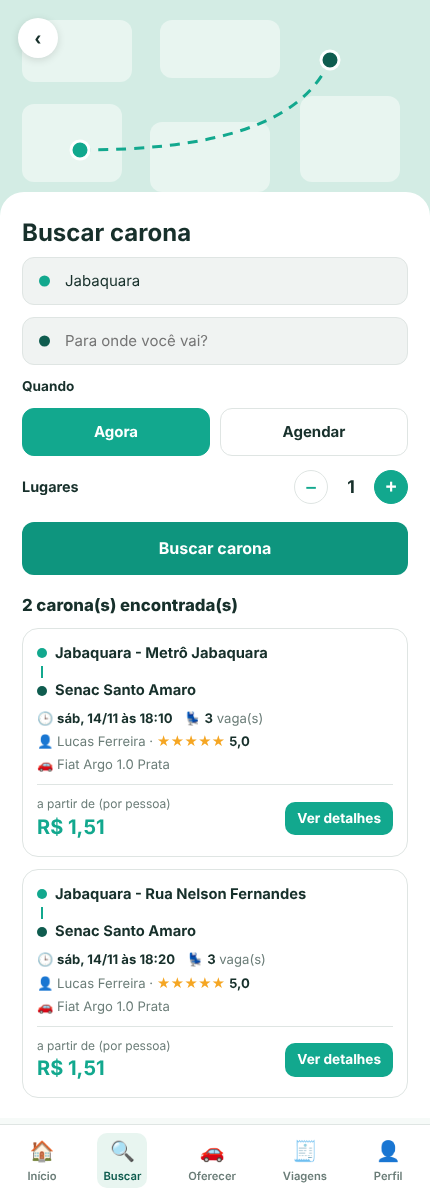 ‹
Buscar carona
Jabaquara
Para onde você vai?
Quando
Agora
Agendar
Lugares
− 1 +
Buscar carona
2 carona(s) encontrada(s)
Jabaquara - Metrô Jabaquara
Senac Santo Amaro
🕒 sáb, 14/11 às 18:10 💺 3 vaga(s)
👤 Lucas Ferreira · ★★★★★ 5,0
🚗 Fiat Argo 1.0 Prata
a partir de (por pessoa)
R$ 1,51
Ver detalhes
Jabaquara - Rua Nelson Fernandes
Senac Santo Amaro
🕒 sáb, 14/11 às 18:20 💺 3 vaga(s)
👤 Lucas Ferreira · ★★★★★ 5,0
🚗 Fiat Argo 1.0 Prata
a partir de (por pessoa)
R$ 1,51
Ver detalhes
Início
Buscar
Oferecer
Viagens
Perfil